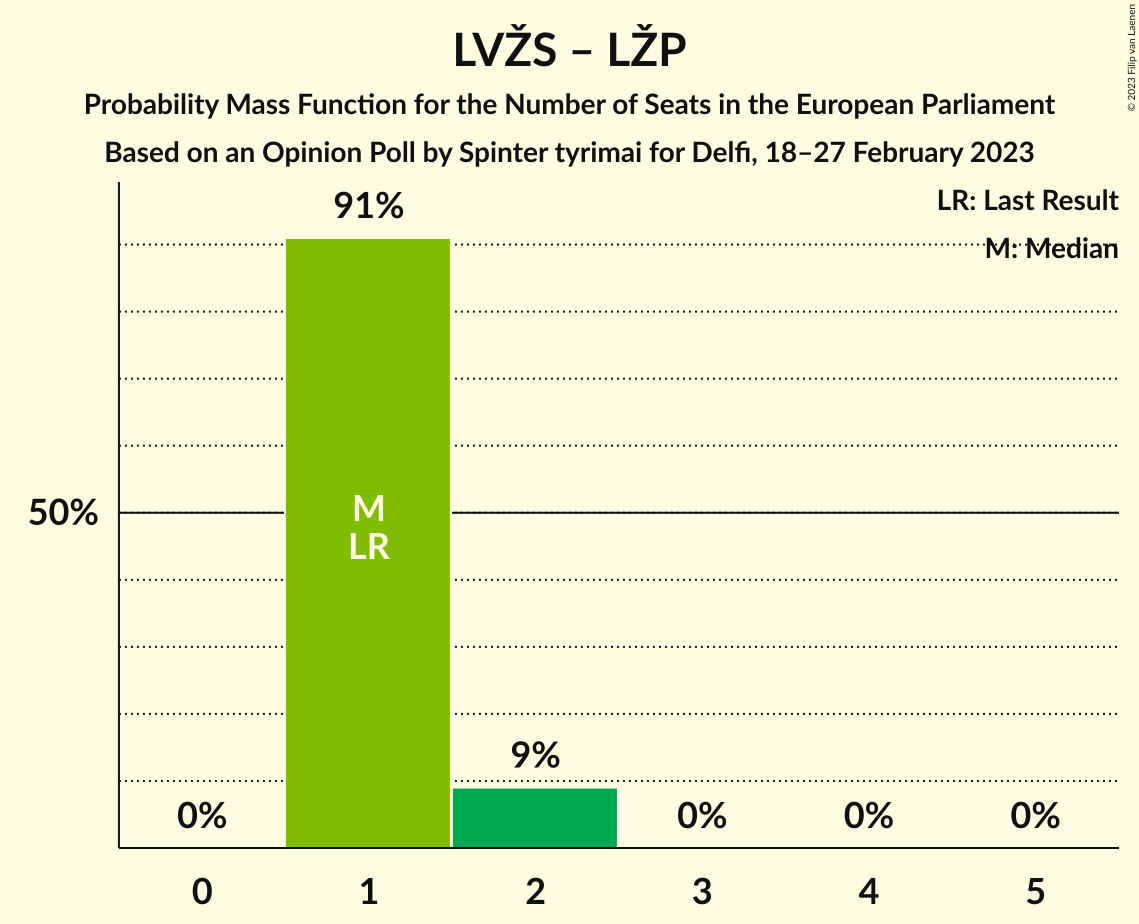 LVŽS – LŽP
Probability Mass Function for the Number of Seats in the European Parliament
Based on an Opinion Poll by Spinter tyrimai for Delfi, 18–27 February 2023
© 2023 Filip van Laenen
LR: Last Result
M: Median
91%
50%
M
LR
9%
0%
0%
0%
0%
0 1 2 3 4 5